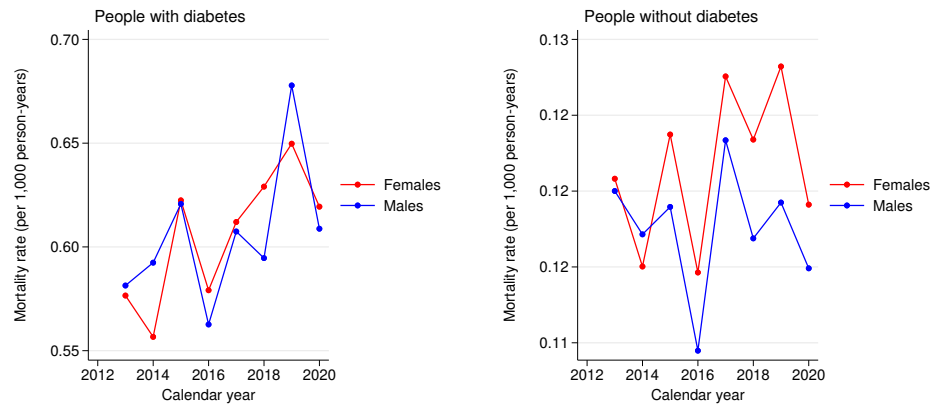 People with diabetes
Mortality rate (per 1,000 person-years)
0.70
0.65
0.60
0.55
2012 2014 2016 2018 2020
Calendar year
Females
Males
People without diabetes
Mortality rate (per 1,000 person-years)
0.13
0.12
0.12
0.12
0.11
2012 2014 2016 2018 2020
Calendar year
Females
Males